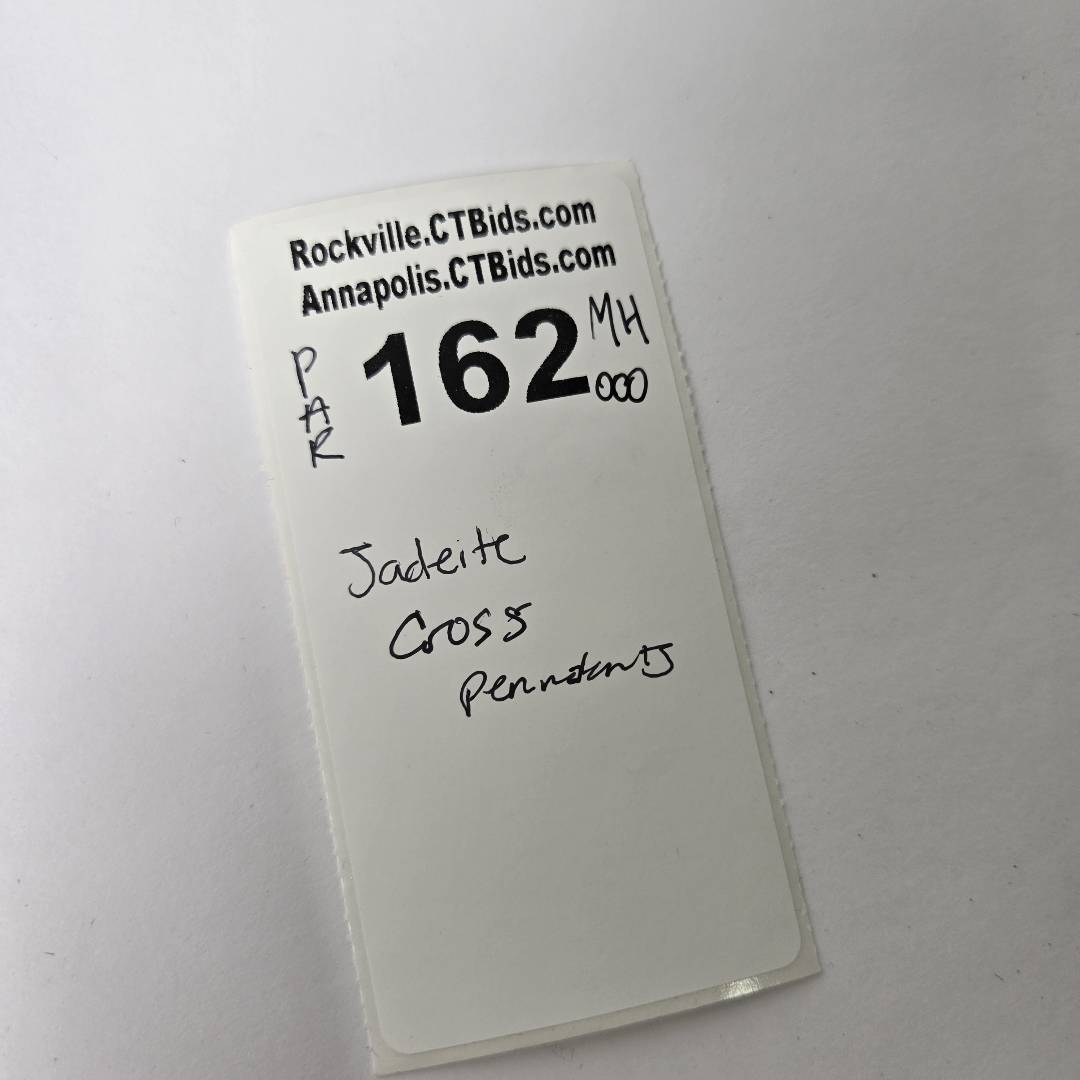 Rockville.CTBids.com
Annapolis.CTBids.com
PAR 162 MH
000
Jadeite
Cross